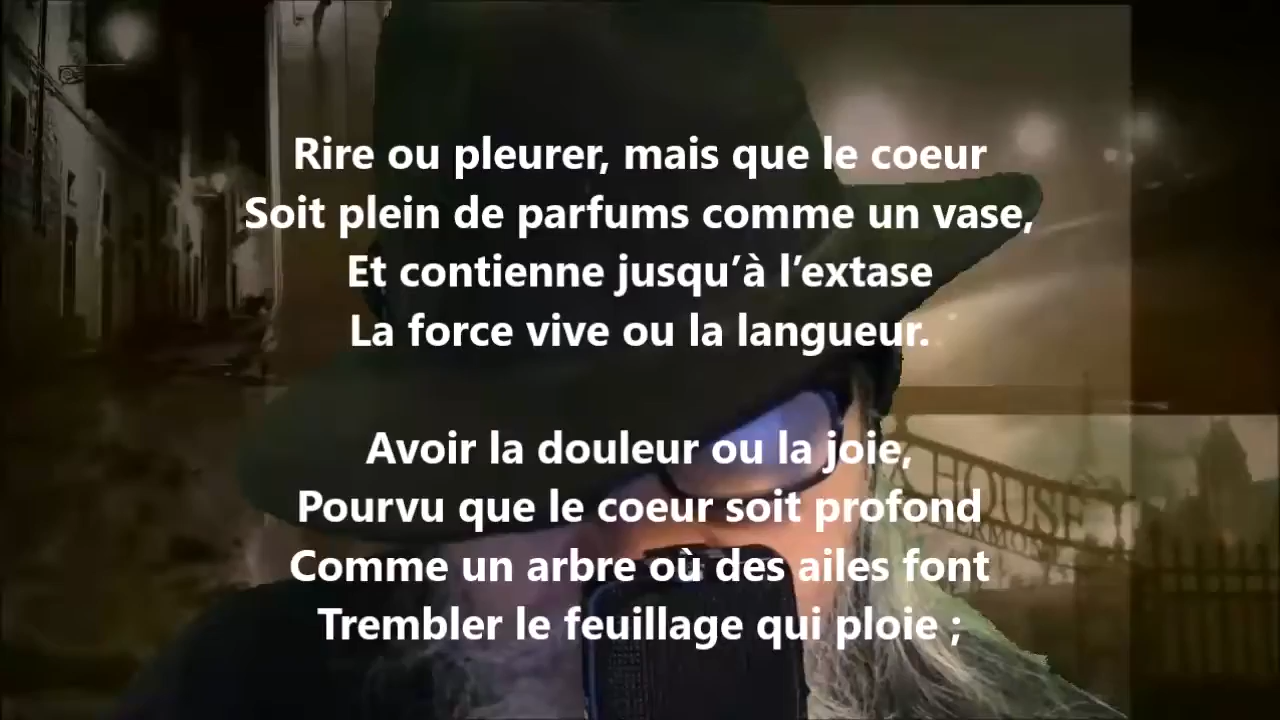 Rire ou pleurer, mais que le coeur
Soit plein de parfums comme un vase,
Et contienne jusqu’à l’extase
La force vive ou la langueur.
Avoir la douleur ou la joie,
Pourvu que le coeur soit profond
Comme un arbre où des ailes font
Trembler le feuillage qui ploie ;
HOUSE